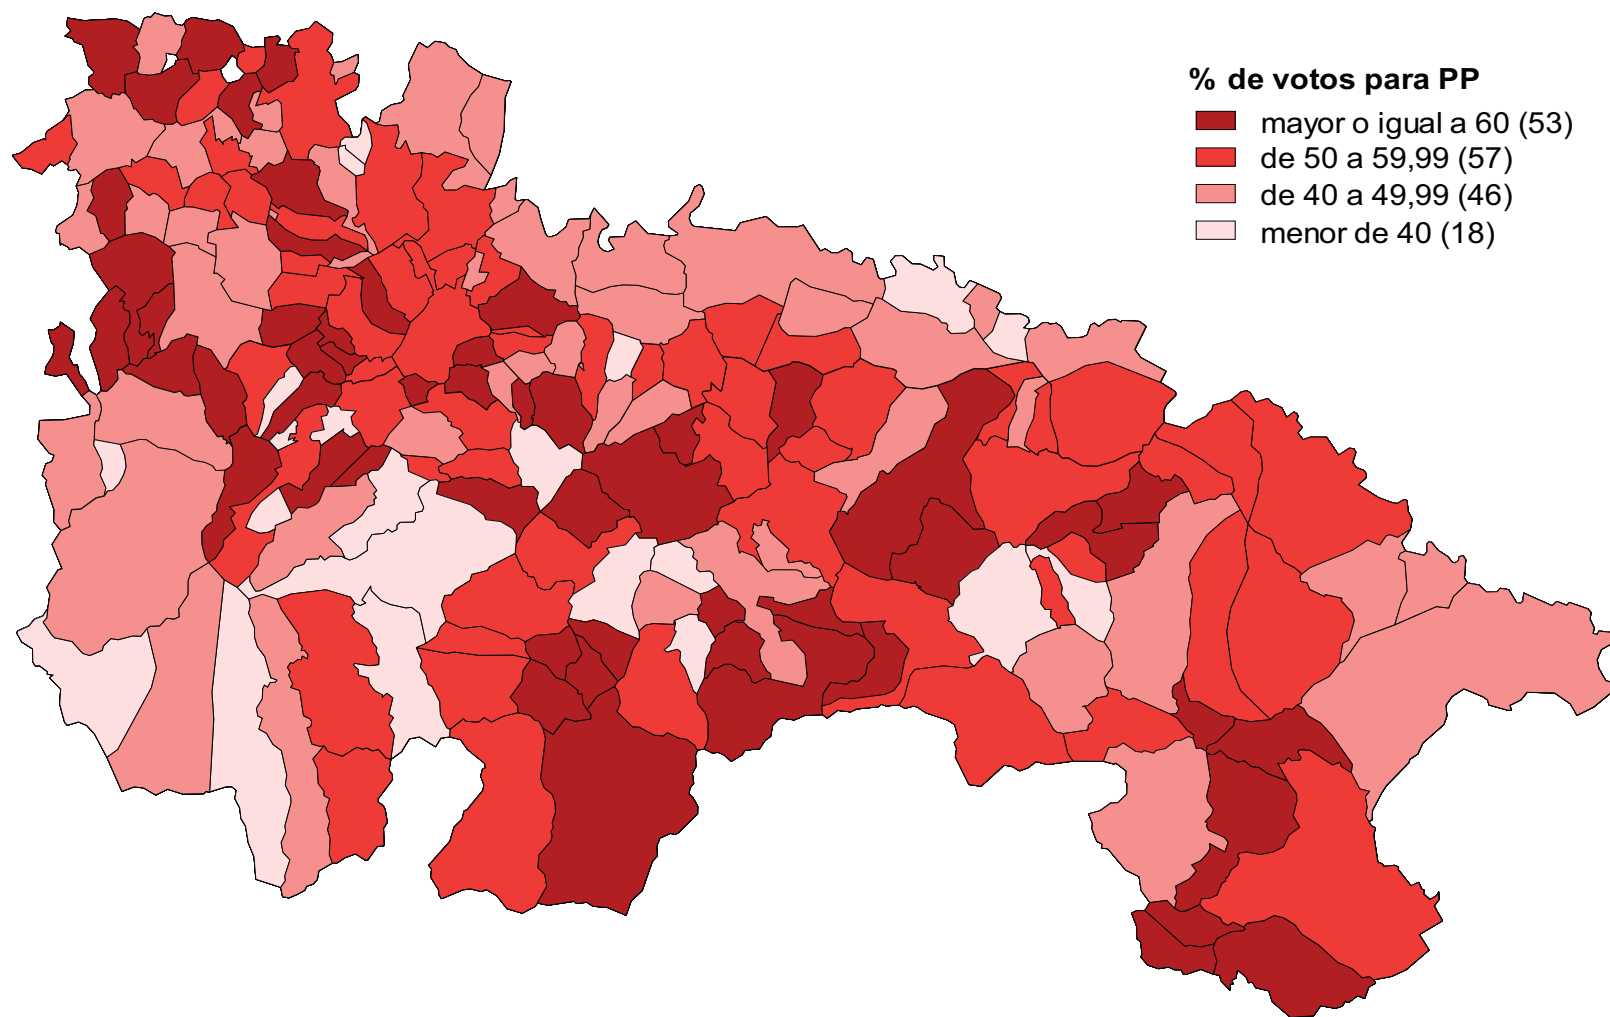 % de votos para PP
mayor o igual a 60 (53)
de 50 a 59,99 (57)
de 40 a 49,99 (46)
menor de 40 (18)